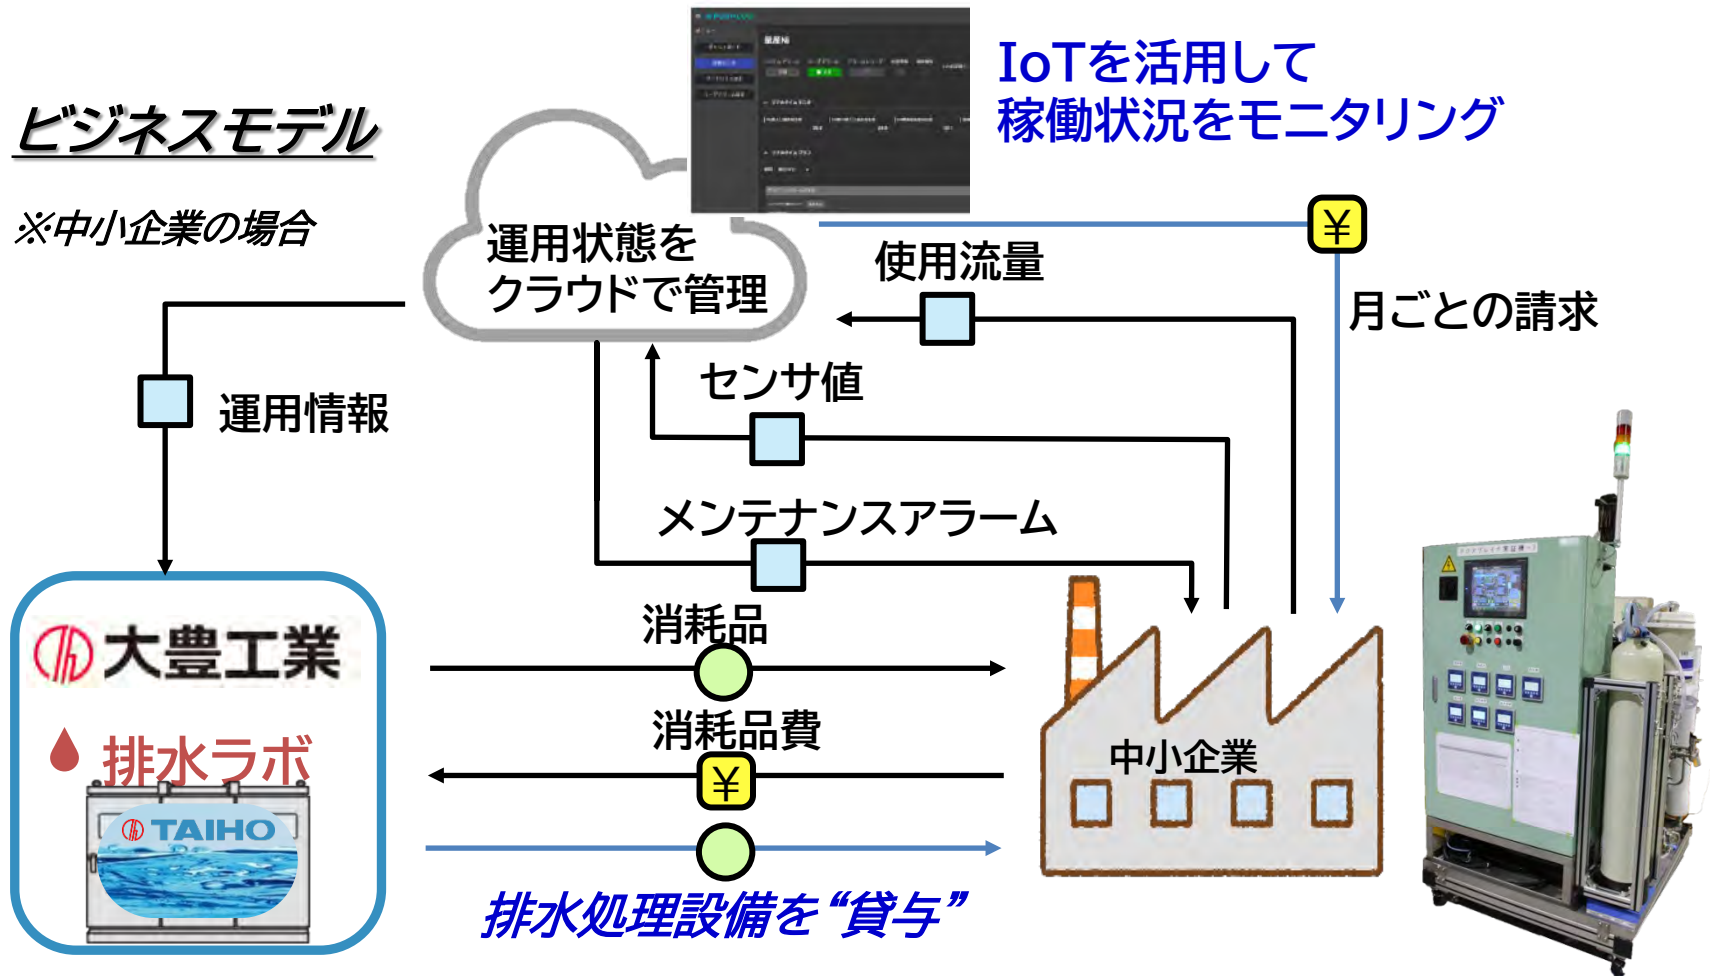 ビジネスモデル
※中小企業の場合
IoTを活用して
稼働状況をモニタリング
量産補
運用状態を
クラウドで管理
使用流量
¥
月ごとの請求
センサ値
運用情報
メンテナンスアラーム
大豊工業
排水ラボ
TAIHO
消耗品
消耗品費
¥
中小企業
排水処理設備を“貸与”